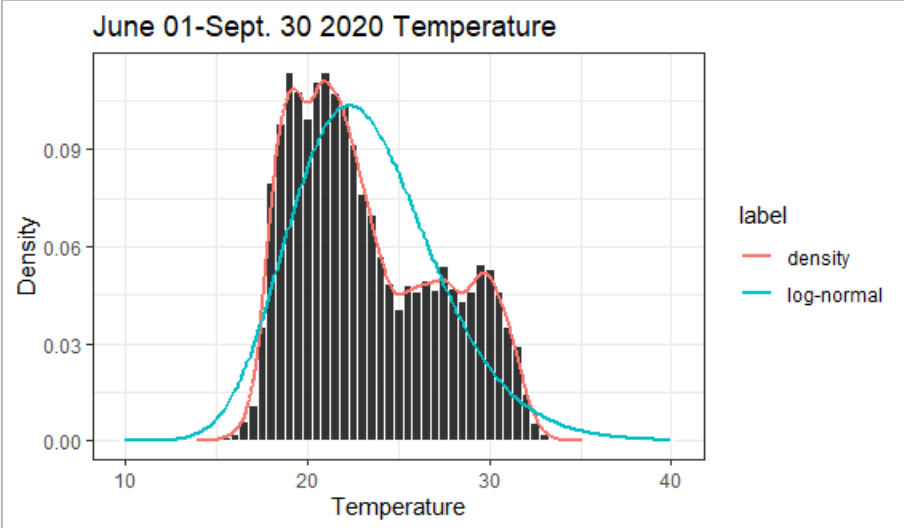 June 01-Sept. 30 2020 Temperature
0.09
0.06
0.03
0.00
Density
10 20 30 40
Temperature
label
density
log-normal